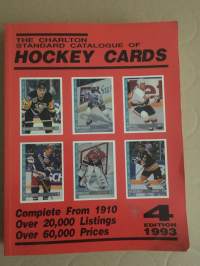 THE CHARLTON
STANDARD CATALOGUE OF
HOCKEY CARDS
Complete From 1910
Over 20,000 Listings
Over 60,000 Prices
4
EDITION
1993